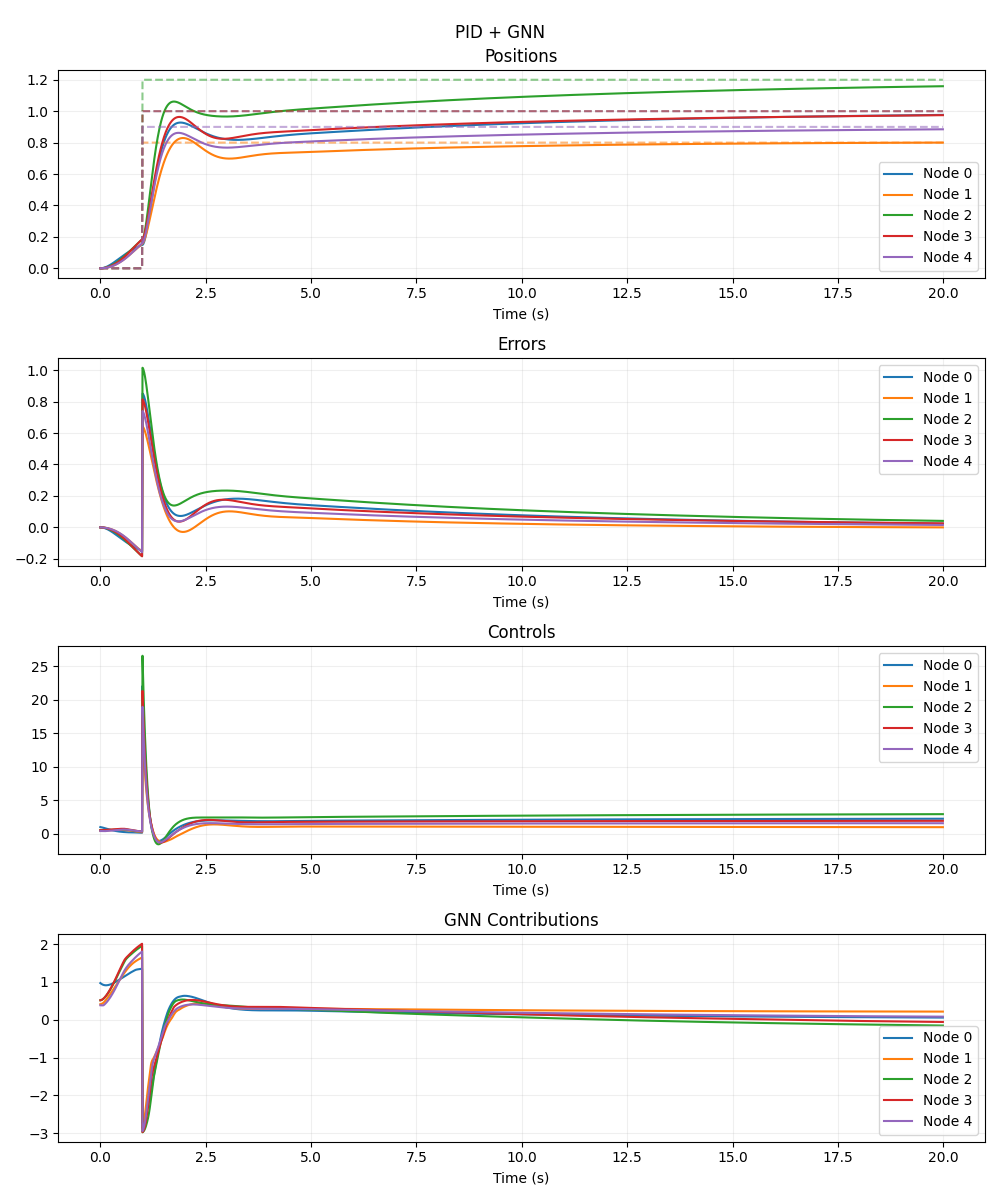 PID + GNN
Positions
1.2
1.0
0.8
0.6
0.4
0.2
0.0
Node 0
Node 1
Node 2
Node 3
Node 4
0.0 2.5 5.0 7.5 10.0 12.5 15.0 17.5 20.0
Time (s)
Errors
1.0
0.8
0.6
0.4
0.2
0.0
−0.2
Node 0
Node 1
Node 2
Node 3
Node 4
0.0 2.5 5.0 7.5 10.0 12.5 15.0 17.5 20.0
Time (s)
Controls
25
20
15
10
5
0
Node 0
Node 1
Node 2
Node 3
Node 4
0.0 2.5 5.0 7.5 10.0 12.5 15.0 17.5 20.0
Time (s)
GNN Contributions
2
1
0
−1
−2
−3
Node 0
Node 1
Node 2
Node 3
Node 4
0.0 2.5 5.0 7.5 10.0 12.5 15.0 17.5 20.0
Time (s)